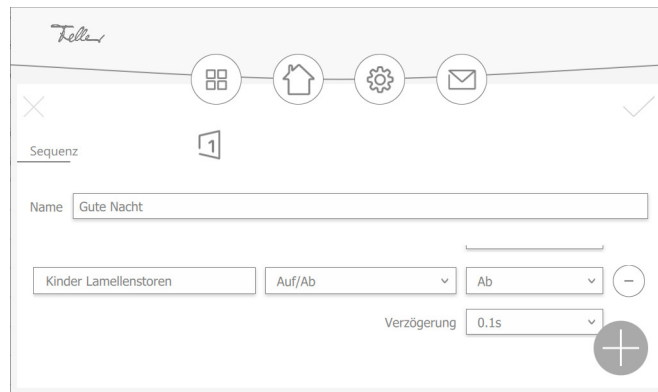 Feller
1
Sequenz
Name Gute Nacht
Kinder Lamellenstoren Auf/Ab Ab
Verzögerung 0.1s